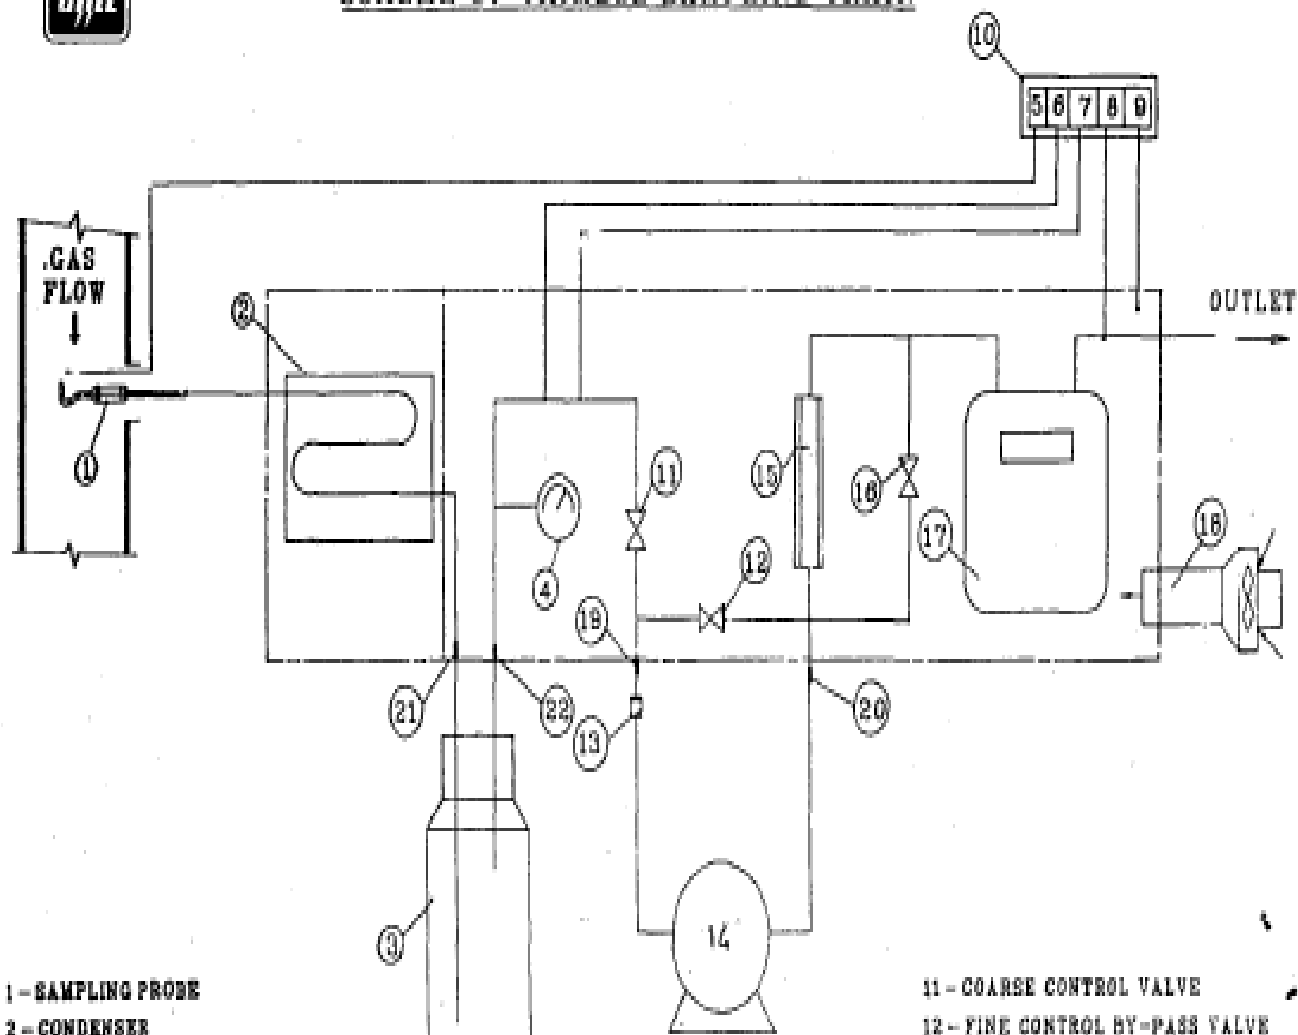 10
5 6 7 8 9
.GAS
FLOW
OUTLET
2
1
11
15
16
18
17
12
4
19
21
22
13
20
3
14
1 - SAMPLING PROBE
2 - CONDENSER
11 - COARSE CONTROL VALVE
12 - FINE CONTROL BY-PASS VALVE